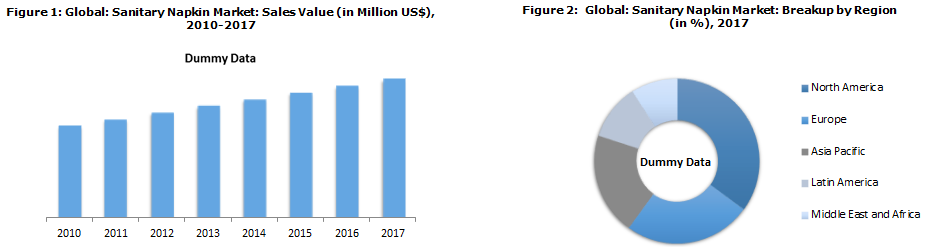 Figure 1: Global: Sanitary Napkin Market: Sales Value (in Million US$),
2010-2017
Dummy Data
2010 2011 2012 2013 2014 2015 2016 2017
Figure 2: Global: Sanitary Napkin Market: Breakup by Region
(in %), 2017
Dummy Data
North America
Europe
Asia Pacific
Latin America
Middle East and Africa